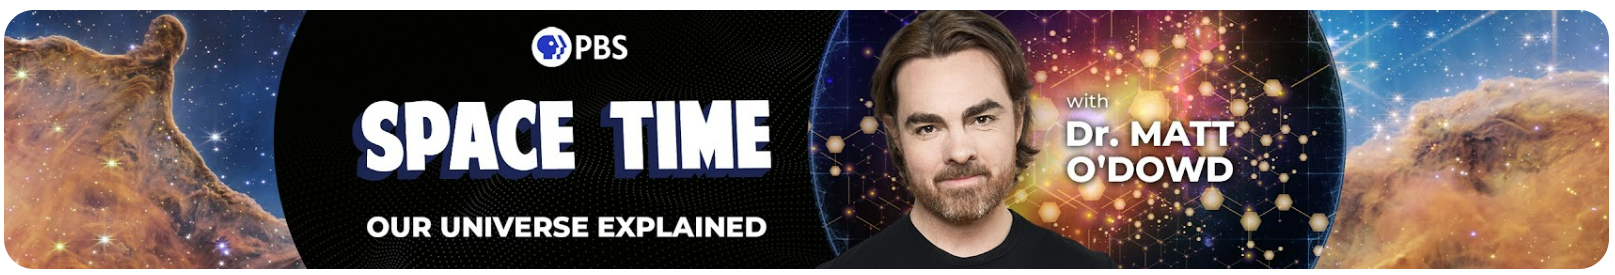 PBS
SPACE TIME
OUR UNIVERSE EXPLAINED
with
Dr. MATT
O'DOWD